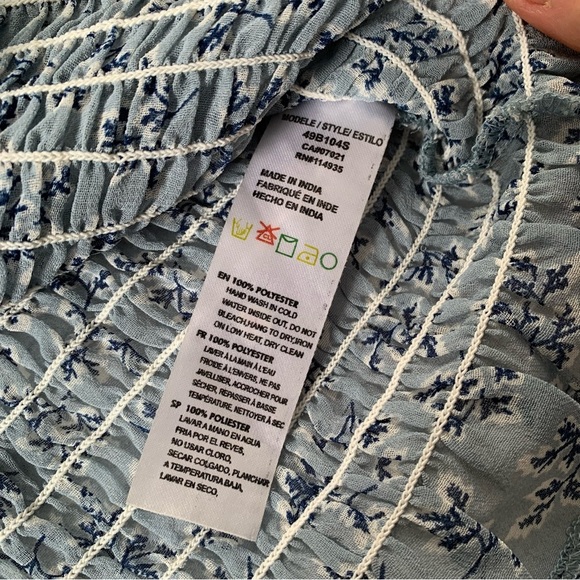 MODELE / STYLE/ ESTILO
49B104S
CA#07021
RN#114935
MADE IN INDIA
FABRIQUÉ EN INDE
HECHO EN INDIA
EN 100% POLYESTER
HAND WASH IN COLD
WATER INSIDE OUT, DO NOT
BLEACH,HANG TO DRY,IRON
ON LOW HEAT, DRY CLEAN
FR 100% POLYESTER
LAVER À LA MAIN À L'EAU
FROIDE À L'ENVERS, NE PAS
JAVELLISER, ACCROCHER POUR
SÉCHER, REPASSER À BASSE
TEMPÉRATURE, NETTOYER À SEC
SP 100% POLYESTER
LAVAR A MANO EN AGUA
FRIA POR EL REVES,
NO USAR CLORO,
SECAR COLGADO, PLANCHAR
A TEMPERATURA BAJA,
LAVAR EN SECO.